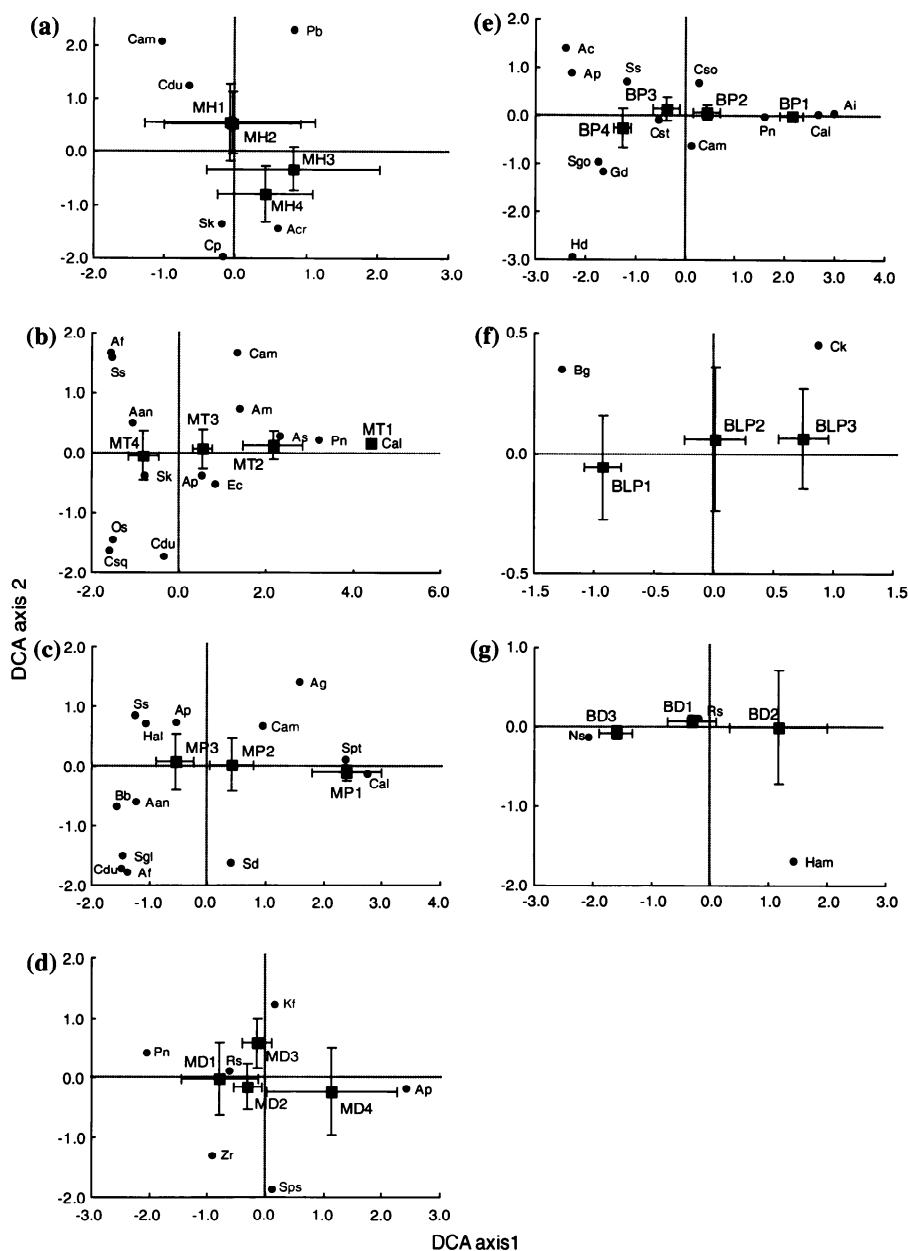 (a)
2.0
1.0
0.0
-1.0
-2.0
-2.0 -1.0 0.0 1.0 2.0 3.0
Cam
Pb
Cdu
MH1
MH2
MH3
MH4
Sk
Acr
Cp
(e)
2.0
1.0
0.0
-1.0
-2.0
-3.0
-3.0 -2.0 -1.0 0.0 1.0 2.0 3.0 4.0
Ac
Ap
Ss
Cso
BP3
BP2
BP1
Ai
BP4
Cst
Pn
Cal
Cam
Sgo
Gd
Hd
(b)
2.0
1.0
0.0
-1.0
-2.0
-2.0 0.0 2.0 4.0 6.0
Af
Ss
Cam
Aan
Am
MT3
MT1
MT4
As
Pn
Cal
MT2
Sk
Ap
Ec
Os
Csq
Cdu
(f)
0.5
0.0
-0.5
-1.5 -1.0 -0.5 0.0 0.5 1.0 1.5
Bg
Ck
BLP2
BLP3
BLP1
DCA axis 2
(c)
2.0
1.0
0.0
-1.0
-2.0
-2.0 -1.0 0.0 1.0 2.0 3.0 4.0
Ag
Ss
Ap
Hal
Cam
MP3
MP2
Spt
MP1
Cal
Bb
Aan
Sgl
Cdu
Af
Sd
(g)
1.0
0.0
-1.0
-2.0
-3.0 -2.0 -1.0 0.0 1.0 2.0 3.0
BD3
BD1
Rs
BD2
Ns
Ham
(d)
2.0
1.0
0.0
-1.0
-2.0
-3.0 -2.0 -1.0 0.0 1.0 2.0 3.0
Kf
Pn
MD1
Rs
MD3
MD2
MD4
Ap
Zr
Sps
DCA axis1